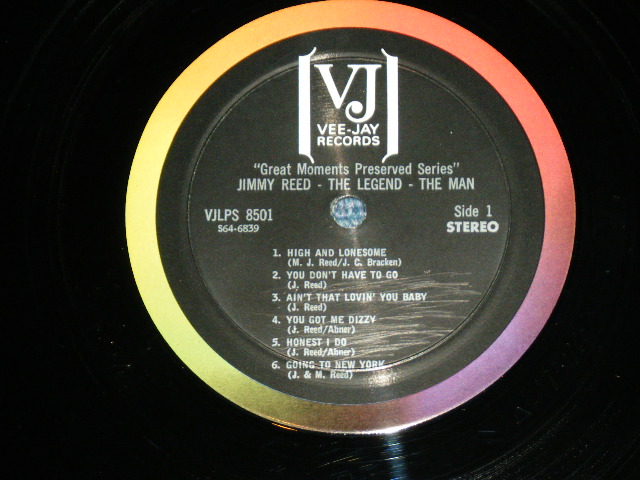 VJ
VEE-JAY
RECORDS
"Great Moments Preserved Series"
JIMMY REED - THE LEGEND - THE MAN
VJLPS 8501
S64-6839
Side 1
STEREO
1. HIGH AND LONESOME
(M. J. Reed/J. C. Bracken)
2. YOU DON'T HAVE TO GO
(J. Reed)
3. AIN'T THAT LOVIN' YOU BABY
(J. Reed)
4. YOU GOT ME DIZZY
(J. Reed/Abner)
5. HONEST I DO
(J. Reed/Abner)
6. GOING TO NEW YORK
(J. & M. Reed)